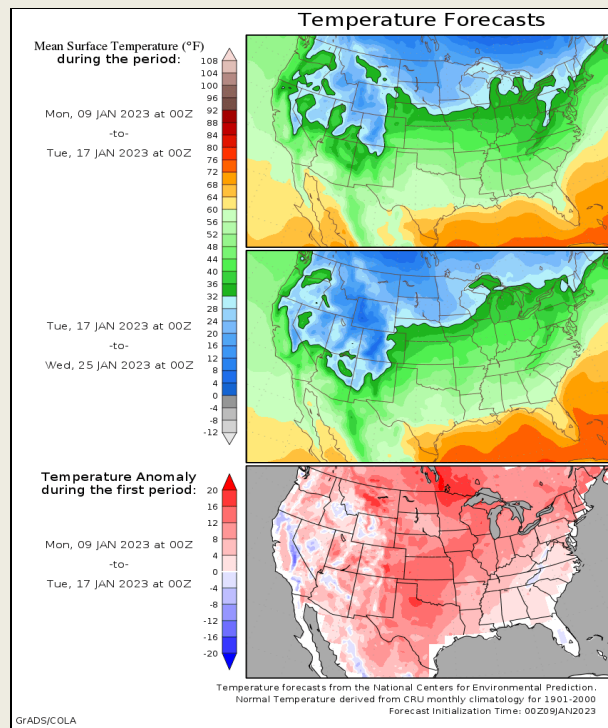 Temperature Forecasts
Mean Surface Temperature (°F)
during the period:
Mon, 09 JAN 2023 at 00Z
-to-
Tue, 17 JAN 2023 at 00Z
108
104
100
96
92
88
84
80
76
72
68
64
60
56
52
48
44
40
36
32
28
24
20
16
12
8
4
0
-4
-8
-12
Tue, 17 JAN 2023 at 00Z
-to-
Wed, 25 JAN 2023 at 00Z
Temperature Anomaly
during the first period:
Mon, 09 JAN 2023 at 00Z
-to-
Tue, 17 JAN 2023 at 00Z
20
16
12
8
4
0
-4
-8
-12
-16
-20
Temperature forecasts from the National Centers for Environmental Prediction.
Normal Temperature derived from CRU monthly climatology for 1901-2000
Forecast Initialization Time: 00Z09JAN2023
GrADS/COLA